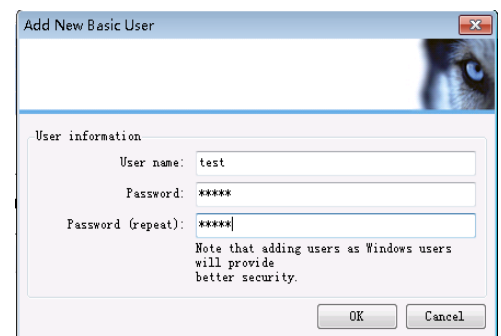 Add New Basic User
User information
User name: test
Password: *****
Password (repeat): *****
Note that adding users as Windows users
will provide
better security.
OK Cancel